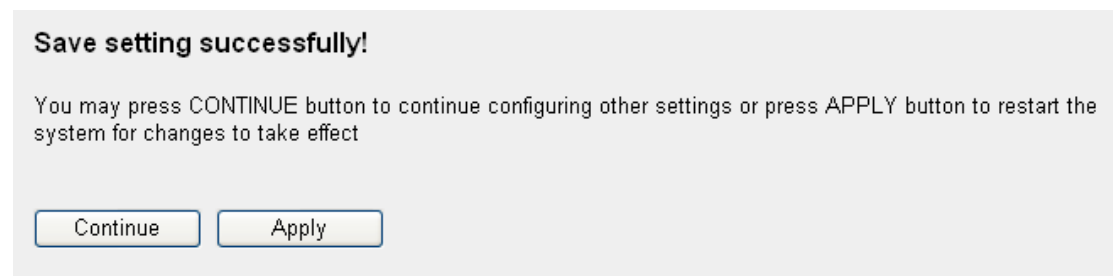 Save setting successfully!
You may press CONTINUE button to continue configuring other settings or press APPLY button to restart the
system for changes to take effect
Continue
Apply